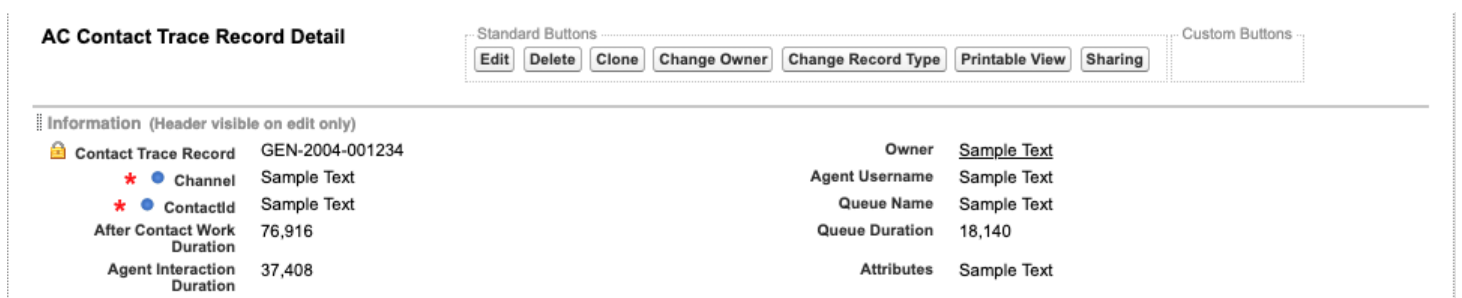 AC Contact Trace Record Detail
Standard Buttons
Edit Delete Clone Change Owner Change Record Type Printable View Sharing
Custom Buttons
Information (Header visible on edit only)
Contact Trace Record GEN-2004-001234
Owner Sample Text
* Channel Sample Text
Agent Username Sample Text
* ContactId Sample Text
Queue Name Sample Text
After Contact Work
Duration 76,916
Queue Duration 18,140
Agent Interaction
Duration 37,408
Attributes Sample Text